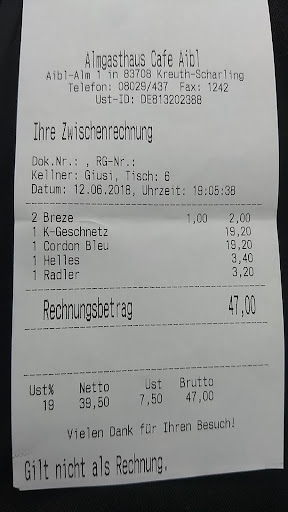 Almgasthaus Cafe Aibl
Aibl-Alm 1 in 83708 Kreuth-Scharling
Telefon: 08029/437 Fax: 1242
Ust-ID: DE813202388
Ihre Zwischenrechnung
Dok.Nr.: , RG-Nr.:
Kellner: Giusi, Tisch: 6
Datum: 12.06.2018, Uhrzeit: 19:05:38
2 Breze 1,00 2,00
1 K-Geschnetz 19,20
1 Cordon Bleu 19,20
1 Helles 3,40
1 Radler 3,20
Rechnungsbetrag 47,00
Ust% Netto Ust Brutto
19 39,50 7,50 47,00
Vielen Dank für Ihren Besuch!
Gilt nicht als Rechnung.